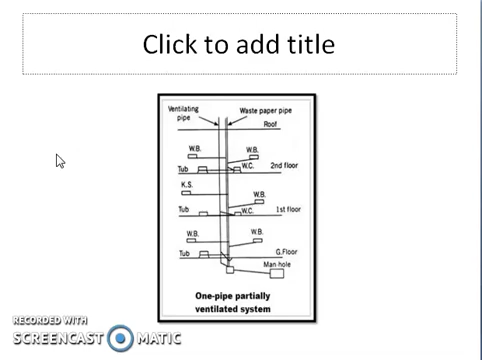 Click to add title
Ventilating pipe
Waste paper pipe
Roof
W.B.
W.B.
W.C.
2nd floor
Tub
K.S.
W.B.
Tub
W.C.
1st floor
W.B.
W.B.
Tub
G.Floor
Man hole
One-pipe partially
ventilated system
RECORDED WITH
SCREENCAST MATIC